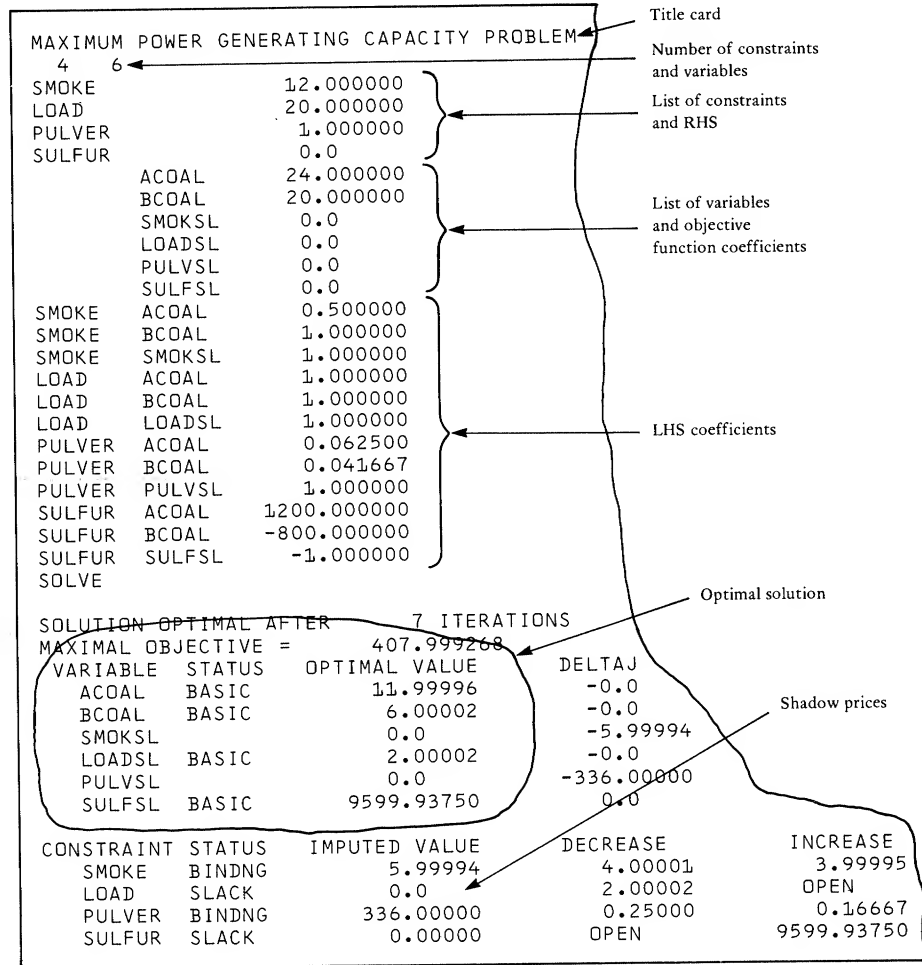 Title card
MAXIMUM POWER GENERATING CAPACITY PROBLEM
4 6
Number of constraints
and variables
SMOKE 12.000000
LOAD 20.000000
PULVER 1.000000
SULFUR 0.0
List of constraints
and RHS
ACOAL 24.000000
BCOAL 20.000000
SMOKSL 0.0
LOADSL 0.0
PULVSL 0.0
SULFSL 0.0
List of variables
and objective
function coefficients
SMOKE ACOAL 0.500000
SMOKE BCOAL 1.000000
SMOKE SMOKSL 1.000000
LOAD ACOAL 1.000000
LOAD BCOAL 1.000000
LOAD LOADSL 1.000000
PULVER ACOAL 0.062500
PULVER BCOAL 0.041667
PULVER PULVSL 1.000000
SULFUR ACOAL 1200.000000
SULFUR BCOAL -800.000000
SULFUR SULFSL -1.000000
LHS coefficients
SOLVE
Optimal solution
SOLUTION OPTIMAL AFTER 7 ITERATIONS
MAXIMAL OBJECTIVE = 407.999268
VARIABLE STATUS OPTIMAL VALUE DELTAJ
ACOAL BASIC 11.99996 -0.0
BCOAL BASIC 6.00002 -0.0
SMOKSL 0.0 -5.99994
LOADSL BASIC 2.00002 -0.0
PULVSL 0.0 -336.00000
SULFSL BASIC 9599.93750 0.0
Shadow prices
CONSTRAINT STATUS IMPUTED VALUE DECREASE INCREASE
SMOKE BINDNG 5.99994 4.00001 3.99995
LOAD SLACK 0.0 2.00002 OPEN
PULVER BINDNG 336.00000 0.25000 0.16667
SULFUR SLACK 0.00000 OPEN 9599.93750